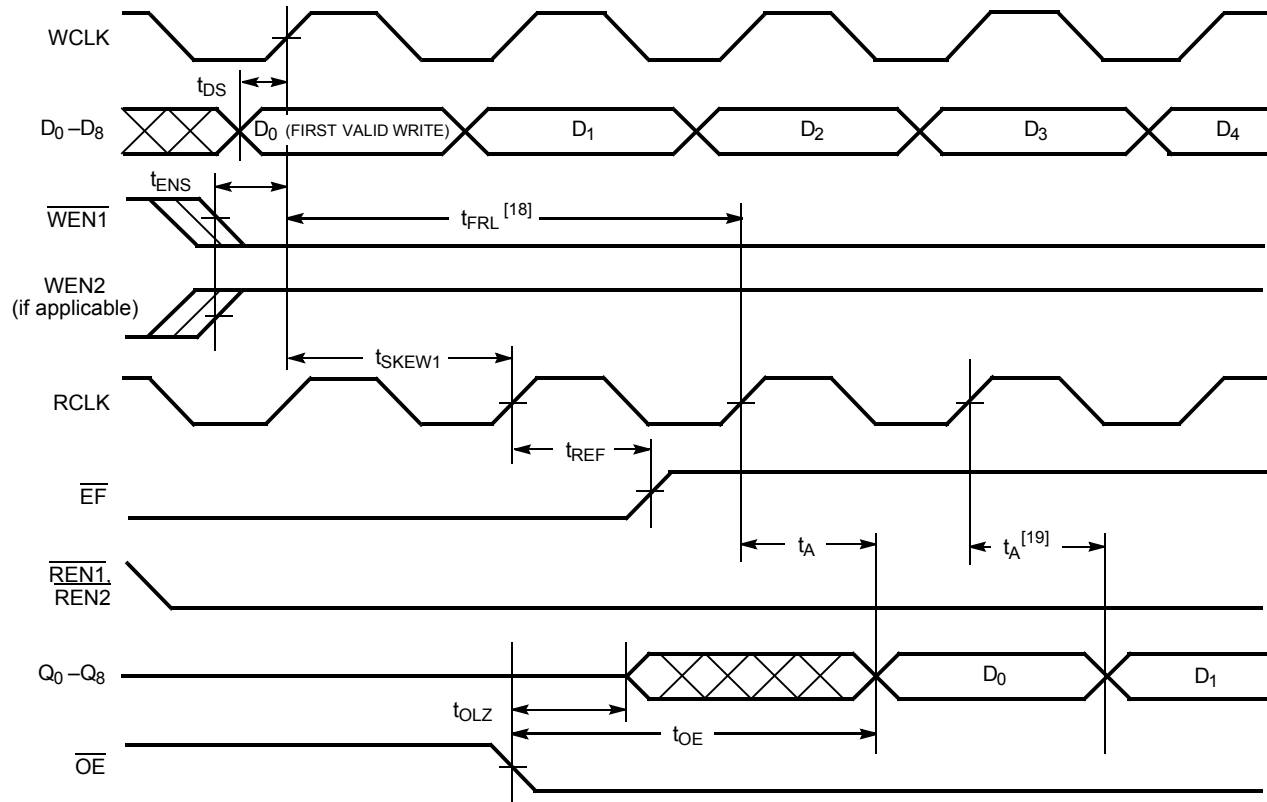 WCLK
tDS
D0–D8
D0 (FIRST VALID WRITE)
D1
D2
D3
D4
tENS
WEN1
tFRL [18]
WEN2
(if applicable)
tSKEW1
RCLK
tREF
EF
tA
tA[19]
REN1,
REN2
Q0–Q8
D0
D1
tOLZ
tOE
OE